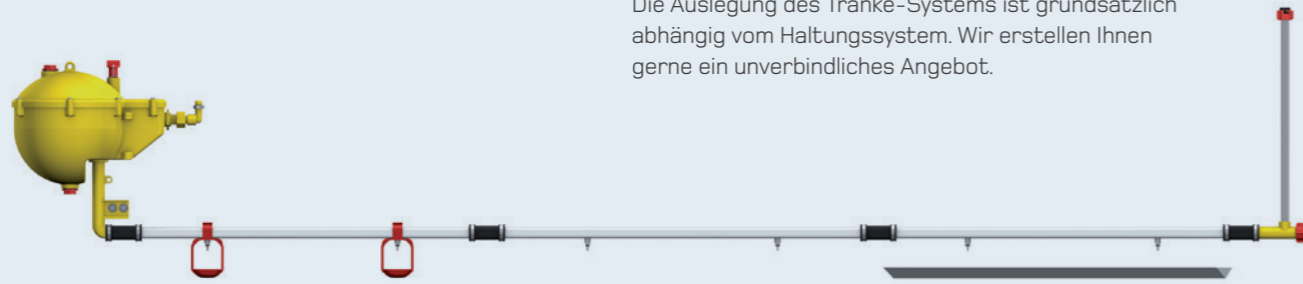 Die Auslegung des Tränke-Systems ist grundsätzlich
abhängig vom Haltungssystem. Wir erstellen Ihnen
gerne ein unverbindliches Angebot.